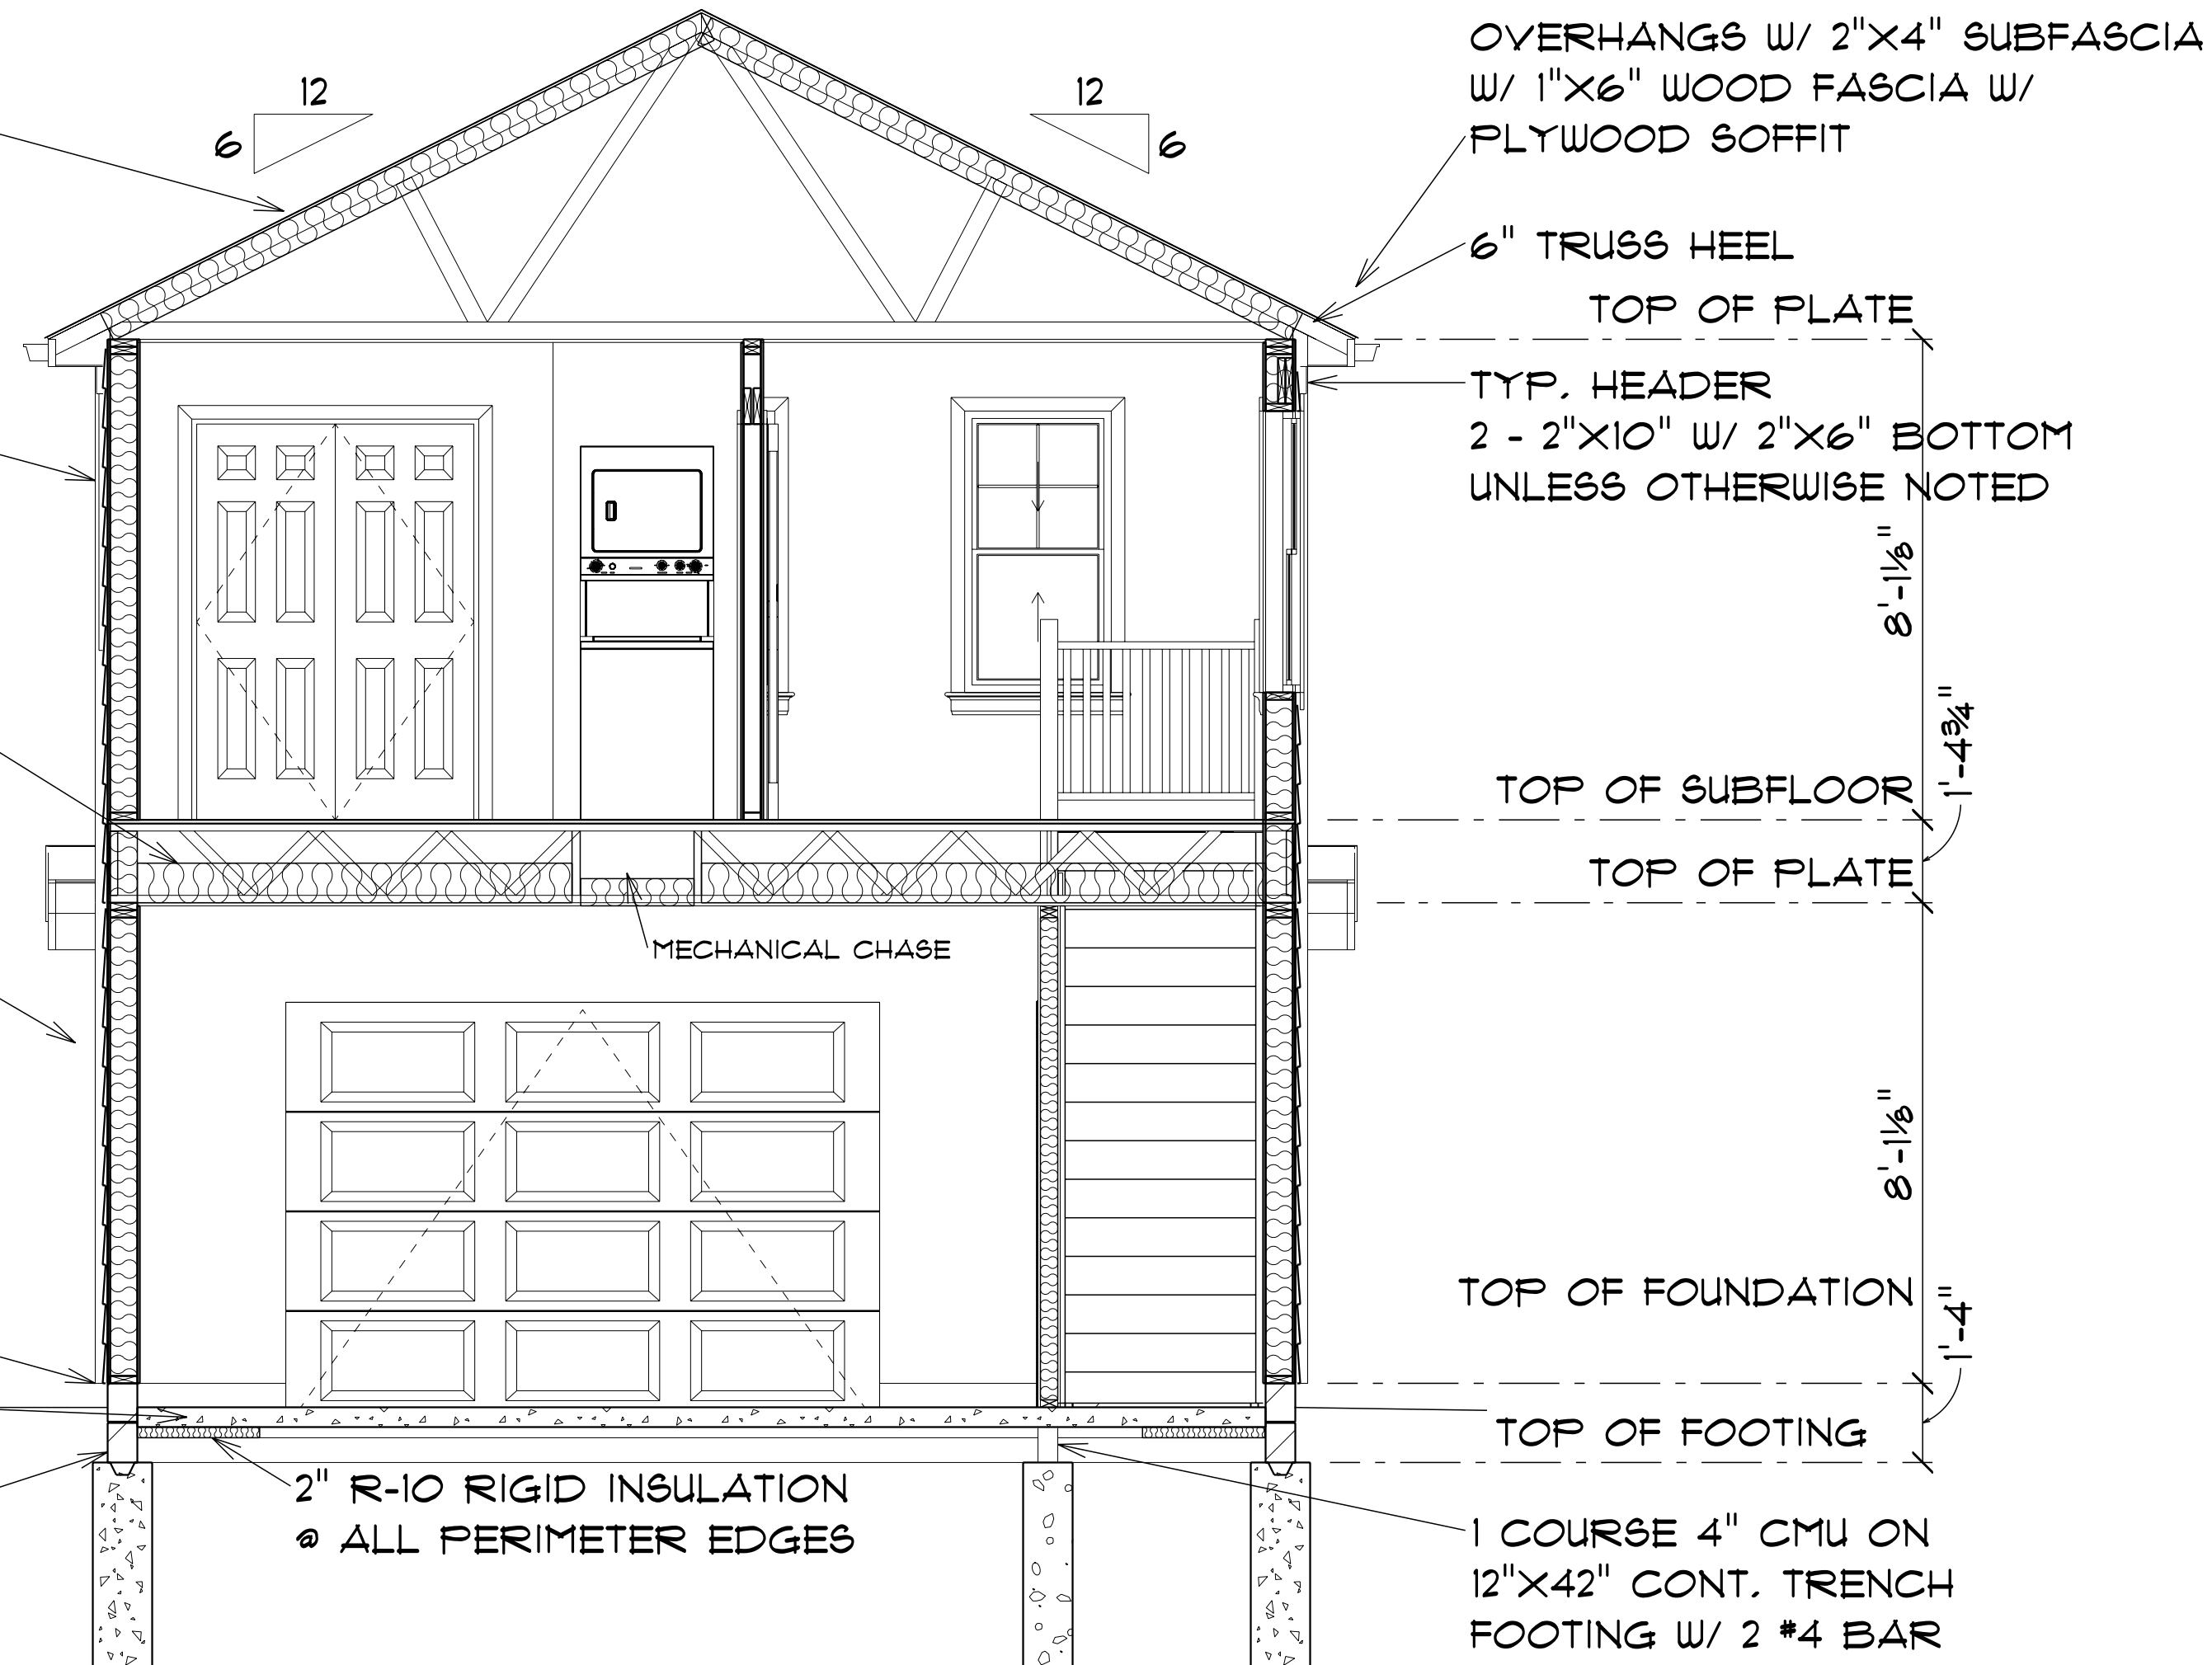 OVERHANGS W/ 2"X4" SUBFASCIA
W/ 1"X6" WOOD FASCIA W/
PLYWOOD SOFFIT
12
6
12
6
6" TRUSS HEEL
TOP OF PLATE
TYP. HEADER
2 - 2"X10" W/ 2"X6" BOTTOM
UNLESS OTHERWISE NOTED
8'-1⅛"
1'-4¾"
TOP OF SUBFLOOR
TOP OF PLATE
MECHANICAL CHASE
8'-1⅛"
TOP OF FOUNDATION
1'-4"
TOP OF FOOTING
2" R-10 RIGID INSULATION
@ ALL PERIMETER EDGES
1 COURSE 4" CMU ON
12"X42" CONT. TRENCH
FOOTING W/ 2 #4 BAR